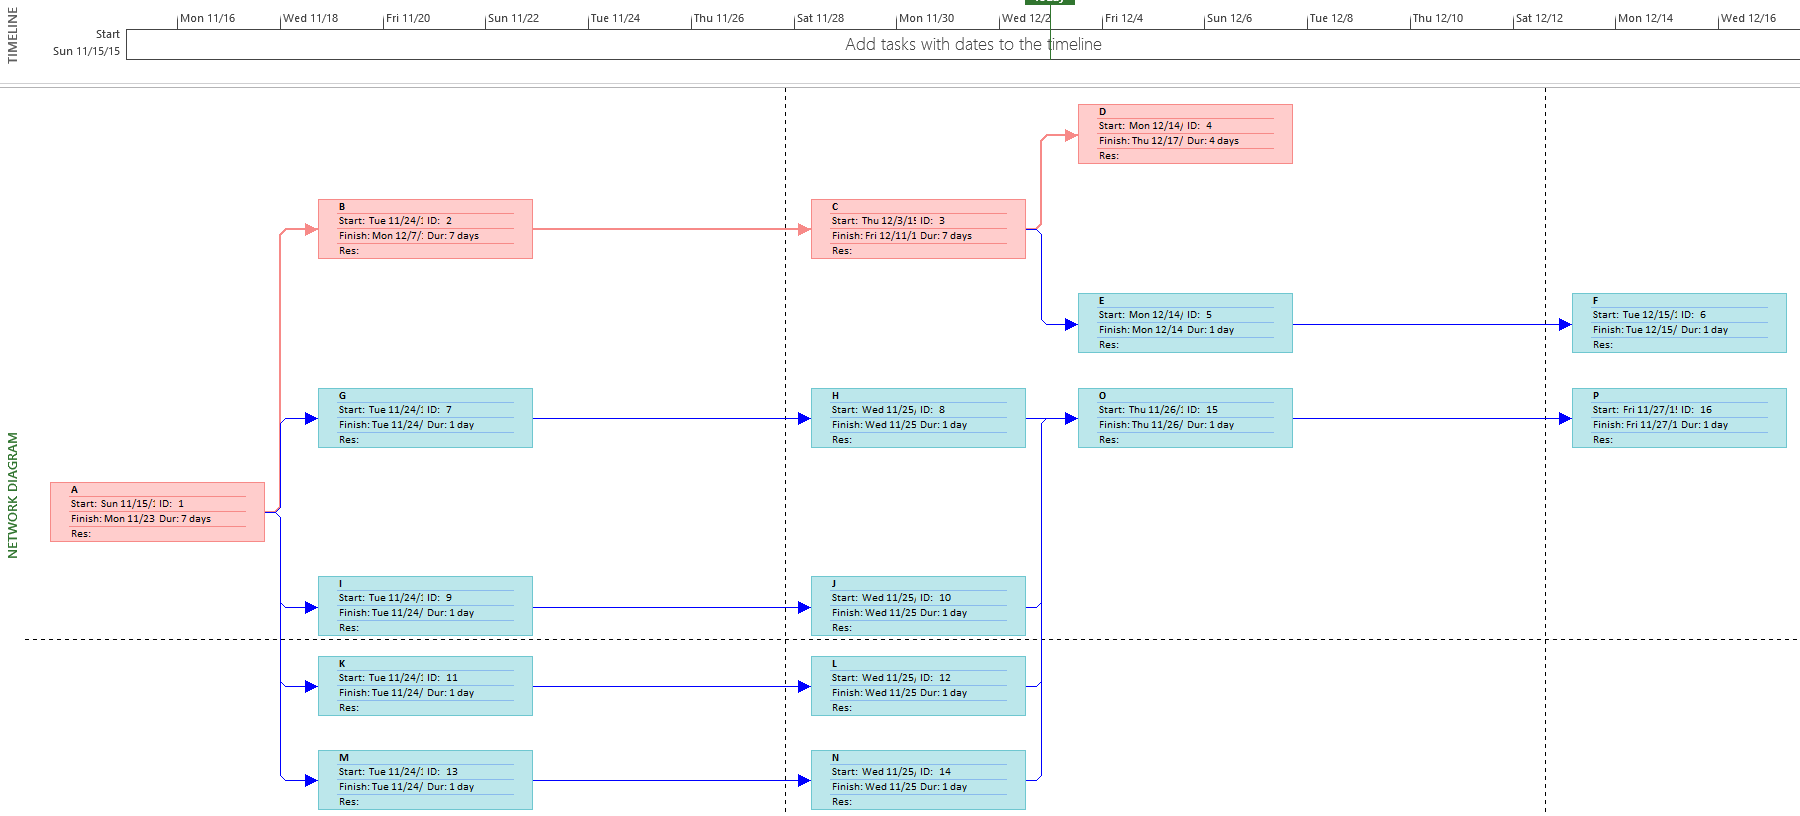 TIMELINE
Mon 11/16 Wed 11/18 Fri 11/20 Sun 11/22 Tue 11/24 Thu 11/26 Sat 11/28 Mon 11/30 Wed 12/2 Fri 12/4 Sun 12/6 Tue 12/8 Thu 12/10 Sat 12/12 Mon 12/14 Wed 12/16
Start
Sun 11/15/15
Add tasks with dates to the timeline
NETWORK DIAGRAM
D
Start: Mon 12/14/ ID: 4
Finish: Thu 12/17/ Dur: 4 days
Res:
B
Start: Tue 11/24/ ID: 2
Finish: Mon 12/7/ Dur: 7 days
Res:
C
Start: Thu 12/3/15 ID: 3
Finish: Fri 12/11/1 Dur: 7 days
Res:
E
Start: Mon 12/14/ ID: 5
Finish: Mon 12/14 Dur: 1 day
Res:
F
Start: Tue 12/15/ ID: 6
Finish: Tue 12/15/ Dur: 1 day
Res:
G
Start: Tue 11/24/ ID: 7
Finish: Tue 11/24/ Dur: 1 day
Res:
H
Start: Wed 11/25, ID: 8
Finish: Wed 11/25 Dur: 1 day
Res:
O
Start: Thu 11/26/ ID: 15
Finish: Thu 11/26/ Dur: 1 day
Res:
P
Start: Fri 11/27/1 ID: 16
Finish: Fri 11/27/1 Dur: 1 day
Res:
A
Start: Sun 11/15/ ID: 1
Finish: Mon 11/23 Dur: 7 days
Res:
I
Start: Tue 11/24/ ID: 9
Finish: Tue 11/24/ Dur: 1 day
Res:
J
Start: Wed 11/25, ID: 10
Finish: Wed 11/25 Dur: 1 day
Res:
K
Start: Tue 11/24/ ID: 11
Finish: Tue 11/24/ Dur: 1 day
Res:
L
Start: Wed 11/25, ID: 12
Finish: Wed 11/25 Dur: 1 day
Res:
M
Start: Tue 11/24/ ID: 13
Finish: Tue 11/24/ Dur: 1 day
Res:
N
Start: Wed 11/25, ID: 14
Finish: Wed 11/25 Dur: 1 day
Res: